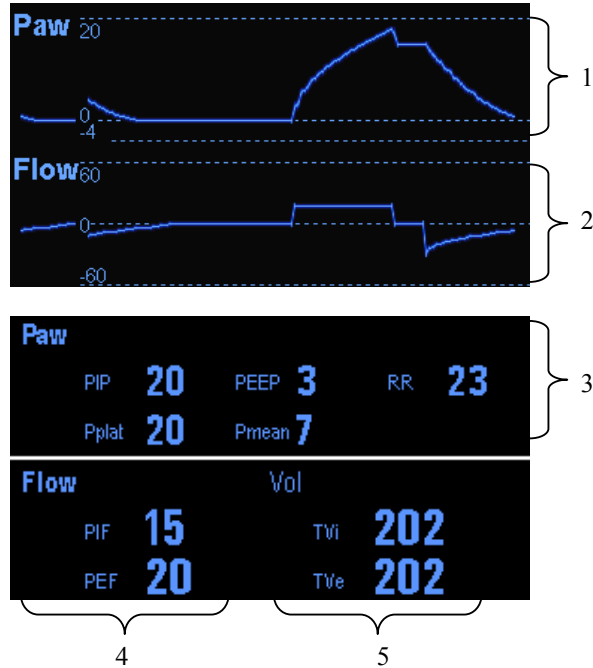 Paw 20
0
-4
1
Flow 60
0
-60
2
Paw
PIP 20 PEEP 3 RR 23
Pplat 20 Pmean 7
3
Flow Vol
PIF 15 TVi 202
PEF 20 TVe 202
4 5